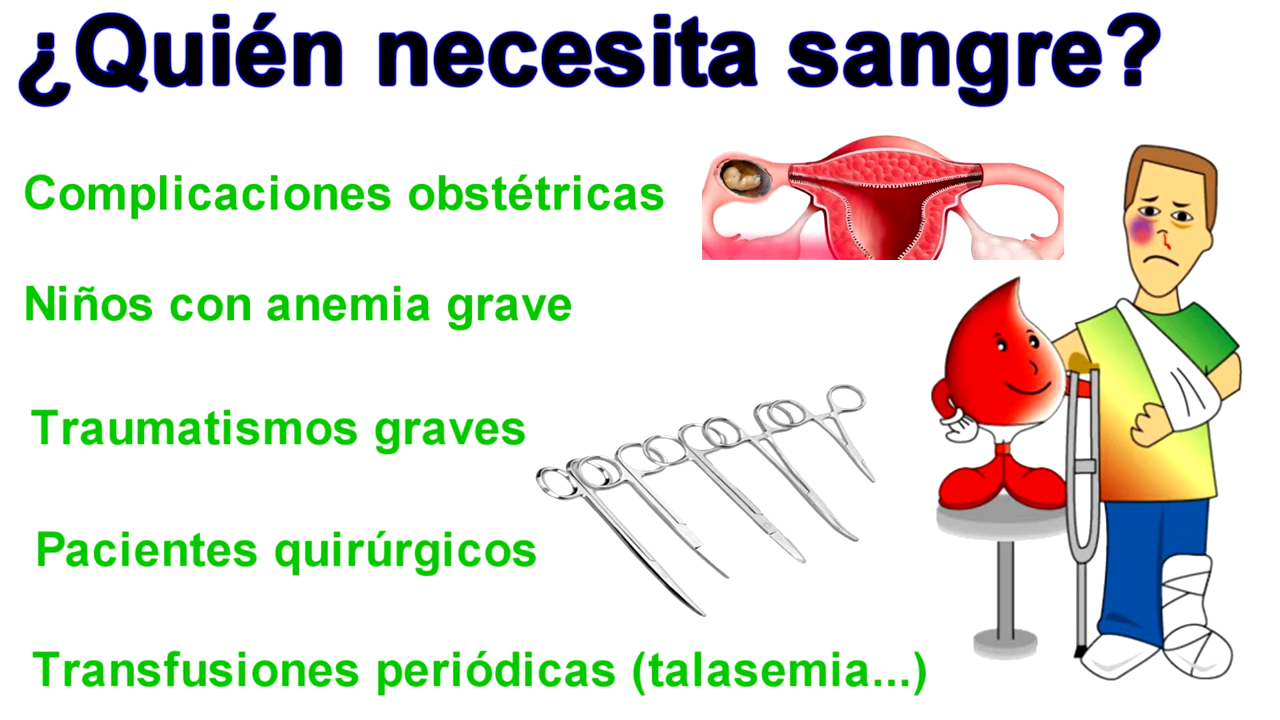 ¿Quién necesita sangre?
Complicaciones obstétricas
Niños con anemia grave
Traumatismos graves
Pacientes quirúrgicos
Transfusiones periódicas (talasemia...)